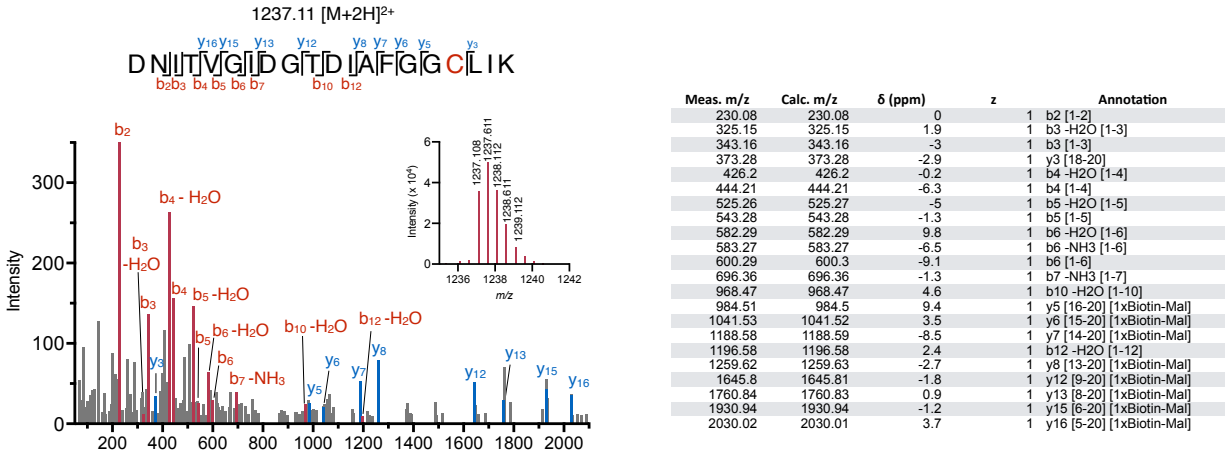 1237.11 [M+2H]²⁺
y₁₆ y₁₅ y₁₃ y₁₂ y₈ y₇ y₆ y₅ y₃
DNITVGIDGTDIAFGGCLIK
b₂ b₃ b₄ b₅ b₆ b₇ b₁₀ b₁₂
Intensity
300
200
100
0
200 400 600 800 1000 1200 1400 1600 1800 2000
b₂
b₄ - H₂O
b₃
-H₂O
b₃
b₄
b₅ -H₂O
b₅
b₆ -H₂O
b₆
b₇ -NH₃
b₁₀ -H₂O
b₁₂ -H₂O
y₃
y₅
y₆
y₇
y₈
y₁₂
y₁₃
y₁₅
y₁₆
Intensity (x 10⁴)
6
4
2
0
1237.108
1237.611
1238.112
1238.611
1239.112
1236 1238 1240 1242
m/z
Meas. m/z Calc. m/z δ (ppm) z Annotation
230.08 230.08 0 1 b2 [1-2]
325.15 325.15 1.9 1 b3 -H2O [1-3]
343.16 343.16 -3 1 b3 [1-3]
373.28 373.28 -2.9 1 y3 [18-20]
426.2 426.2 -0.2 1 b4 -H2O [1-4]
444.21 444.21 -6.3 1 b4 [1-4]
525.26 525.27 -5 1 b5 -H2O [1-5]
543.28 543.28 -1.3 1 b5 [1-5]
582.29 582.29 9.8 1 b6 -H2O [1-6]
583.27 583.27 -6.5 1 b6 -NH3 [1-6]
600.29 600.3 -9.1 1 b6 [1-6]
696.36 696.36 -1.3 1 b7 -NH3 [1-7]
968.47 968.47 4.6 1 b10 -H2O [1-10]
984.51 984.5 9.4 1 y5 [16-20] [1xBiotin-Mal]
1041.53 1041.52 3.5 1 y6 [15-20] [1xBiotin-Mal]
1188.58 1188.59 -8.5 1 y7 [14-20] [1xBiotin-Mal]
1196.58 1196.58 2.4 1 b12 -H2O [1-12]
1259.62 1259.63 -2.7 1 y8 [13-20] [1xBiotin-Mal]
1645.8 1645.81 -1.8 1 y12 [9-20] [1xBiotin-Mal]
1760.84 1760.83 0.9 1 y13 [8-20] [1xBiotin-Mal]
1930.94 1930.94 -1.2 1 y15 [6-20] [1xBiotin-Mal]
2030.02 2030.01 3.7 1 y16 [5-20] [1xBiotin-Mal]